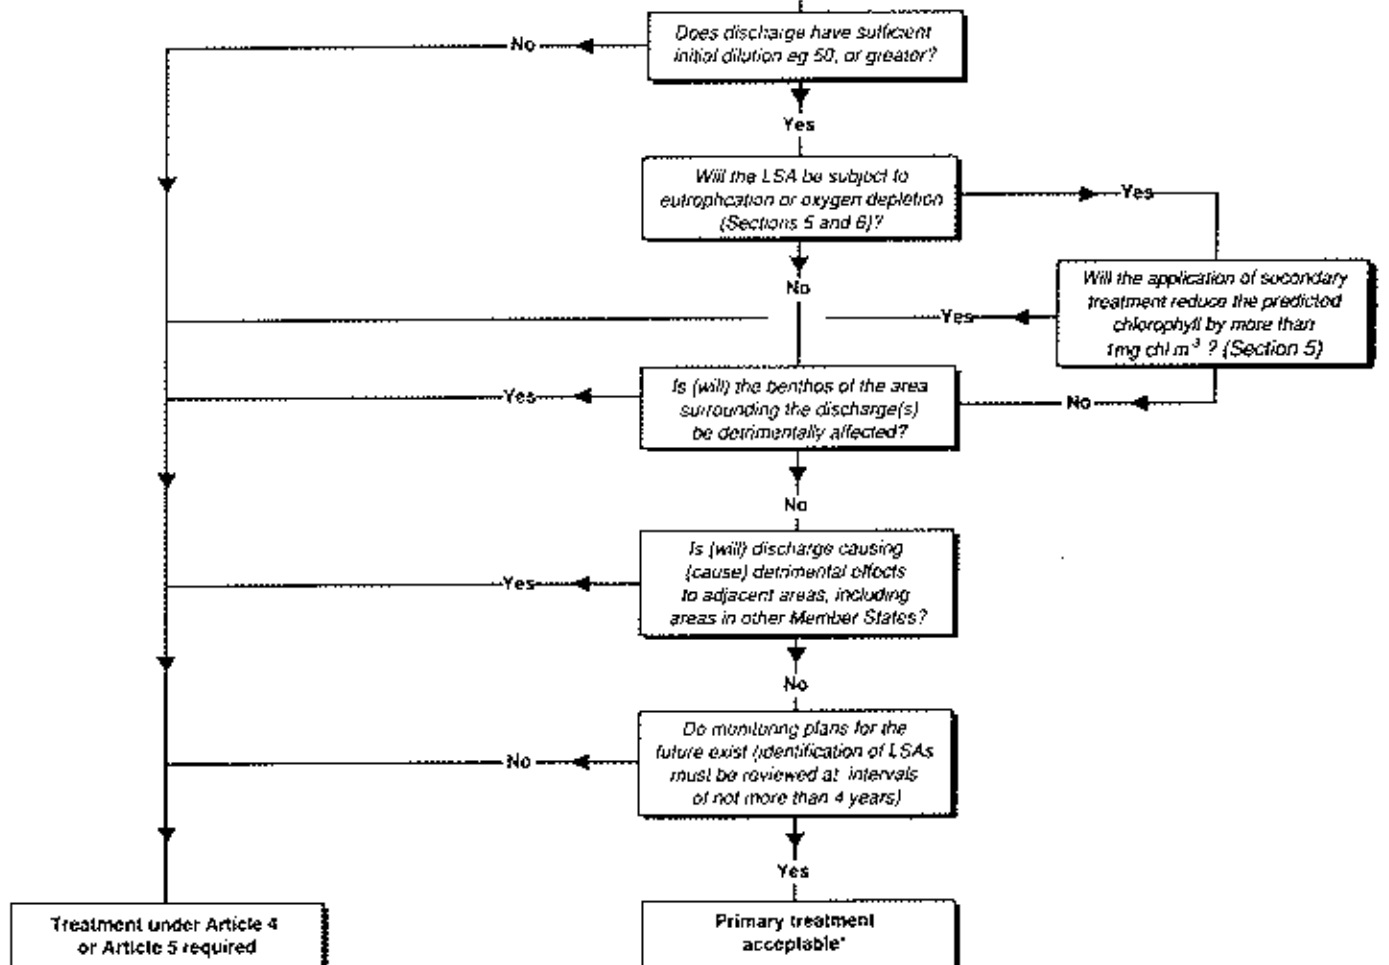 Does discharge have sufficient
initial dilution eg 50, or greater?
No
Yes
Will the LSA be subject to
eutrophication or oxygen depletion
(Sections 5 and 6)?
Yes
No
Will the application of secondary
treatment reduce the predicted
chlorophyll by more than
1mg chl m-3 ? (Section 5)
Yes
Is (will) the benthos of the area
surrounding the discharge(s)
be detrimentally affected?
Yes
No
No
Is (will) discharge causing
(cause) detrimental effects
to adjacent areas, including
areas in other Member States?
Yes
No
Do monitoring plans for the
future exist (identification of LSAs
must be reviewed at intervals
of not more than 4 years)
No
Yes
Treatment under Article 4
or Article 5 required
Primary treatment
acceptable*